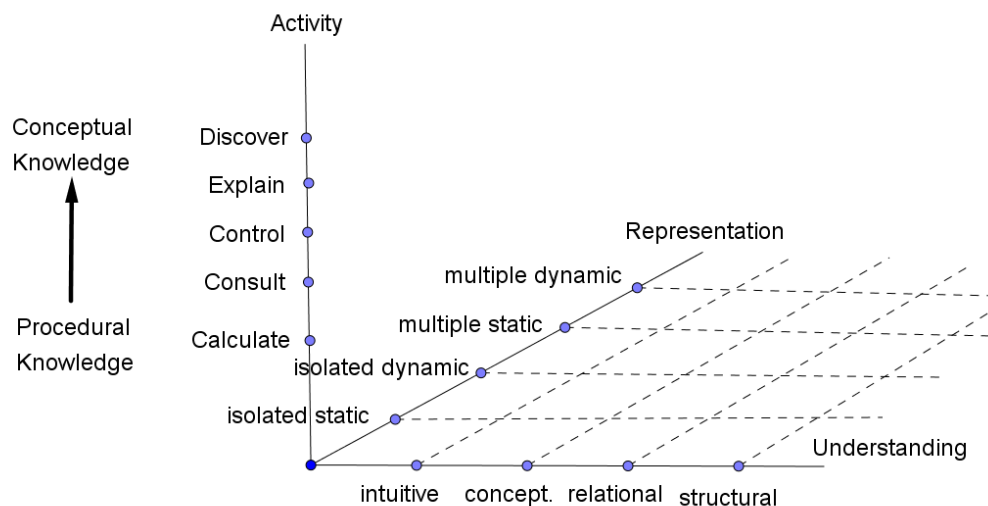 Activity
Conceptual
Knowledge
Discover
Explain
Control
Consult
Calculate
Procedural
Knowledge
Representation
multiple dynamic
multiple static
isolated dynamic
isolated static
Understanding
intuitive concept. relational structural